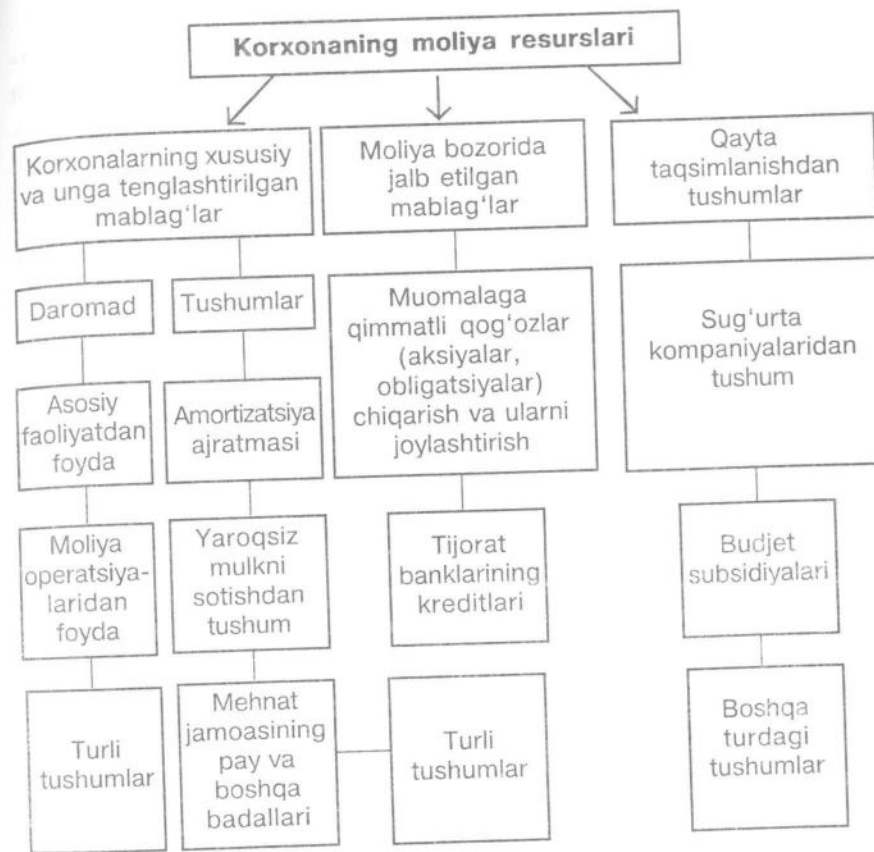 Korxonaning moliya resurslari
Korxonalarning xususiy
va unga tenglashtirilgan
mablag‘lar
Moliya bozorida
jalb etilgan
mablag‘lar
Qayta
taqsimlanishdan
tushumlar
Daromad
Tushumlar
Muomalaga
qimmatli qog‘ozlar
(aksiyalar,
obligatsiyalar)
chiqarish va ularni
joylashtirish
Sug‘urta
kompaniyalaridan
tushum
Asosiy
faoliyatdan
foyda
Amortizatsiya
ajratmasi
Moliya
operatsiya-
laridan
foyda
Yaroqsiz
mulkni
sotishdan
tushum
Tijorat
banklarining
kreditlari
Budjet
subsidiyalari
Turli
tushumlar
Mehnat
jamoasining
pay va
boshqa
badallari
Turli
tushumlar
Boshqa
turdagi
tushumlar